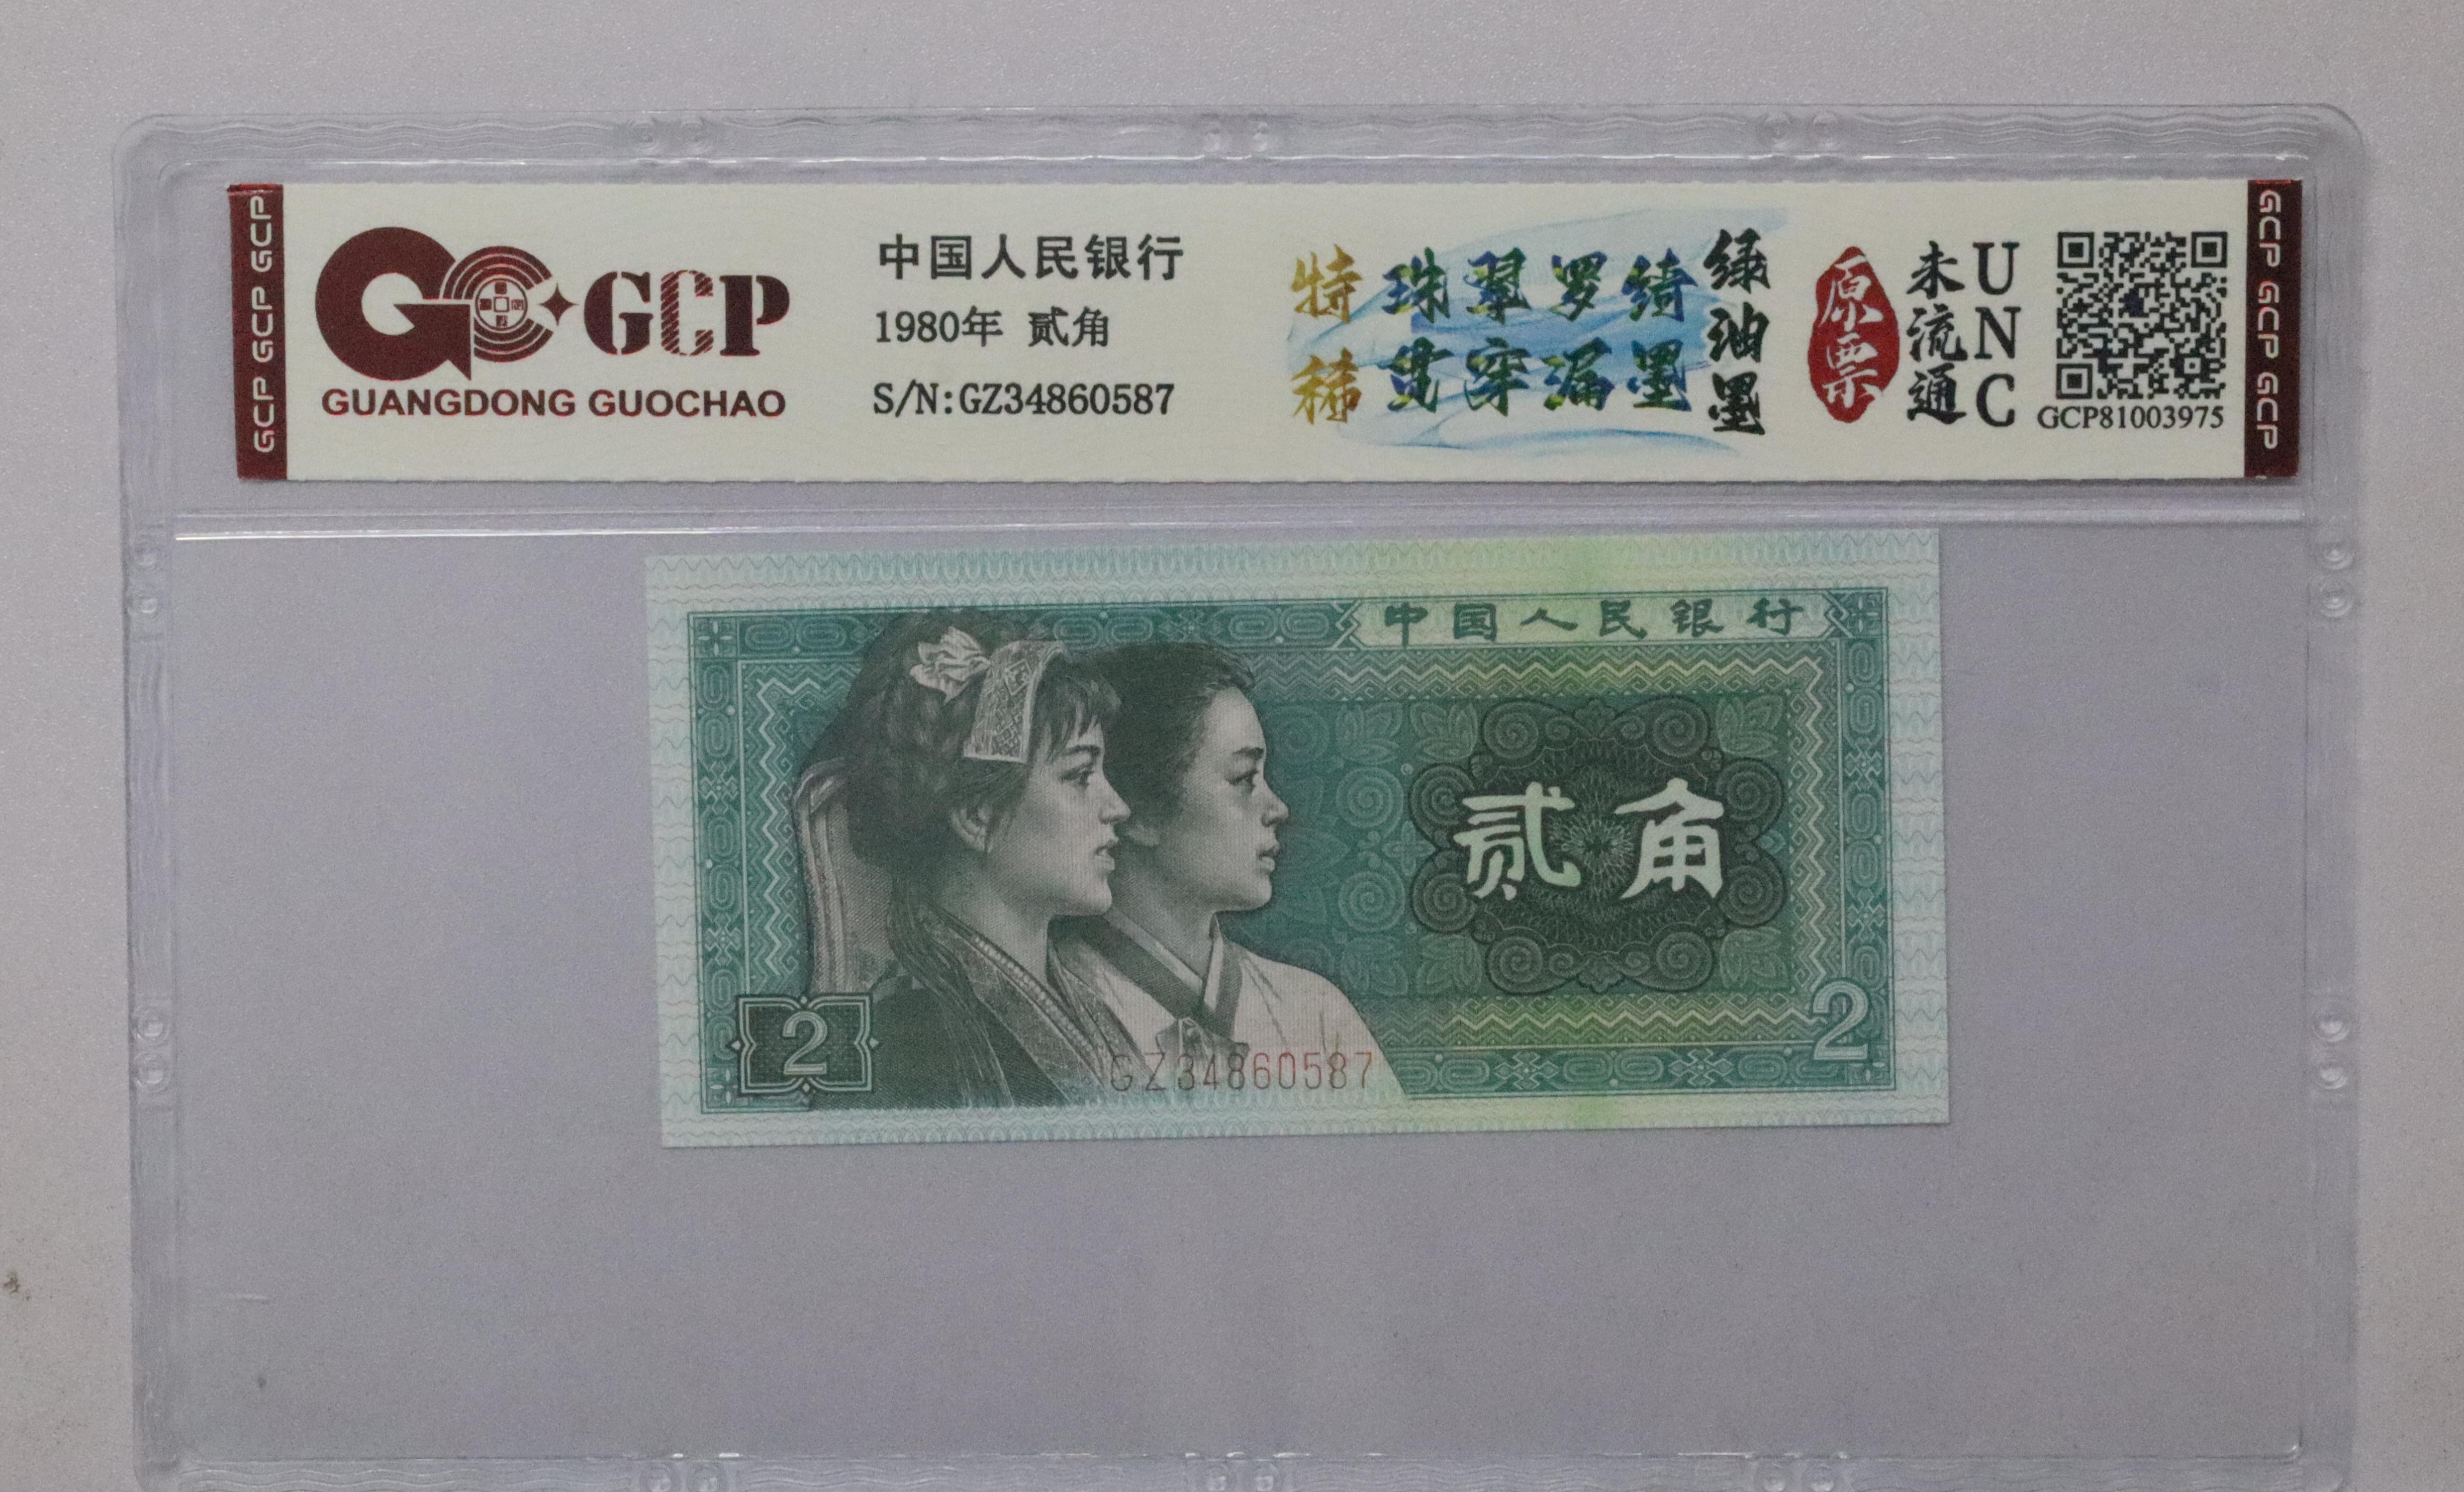 GCP GCP GCP
GCP
GUANGDONG GUOCHAO
中国人民银行
1980年 贰角
S/N:GZ34860587
特稀
珠翠罗绮
贯穿漏墨
绿油墨
原票
未流通
UNC
GCP81003975
GCP GCP GCP
中国人民银行
贰角
2
2
GZ34860587